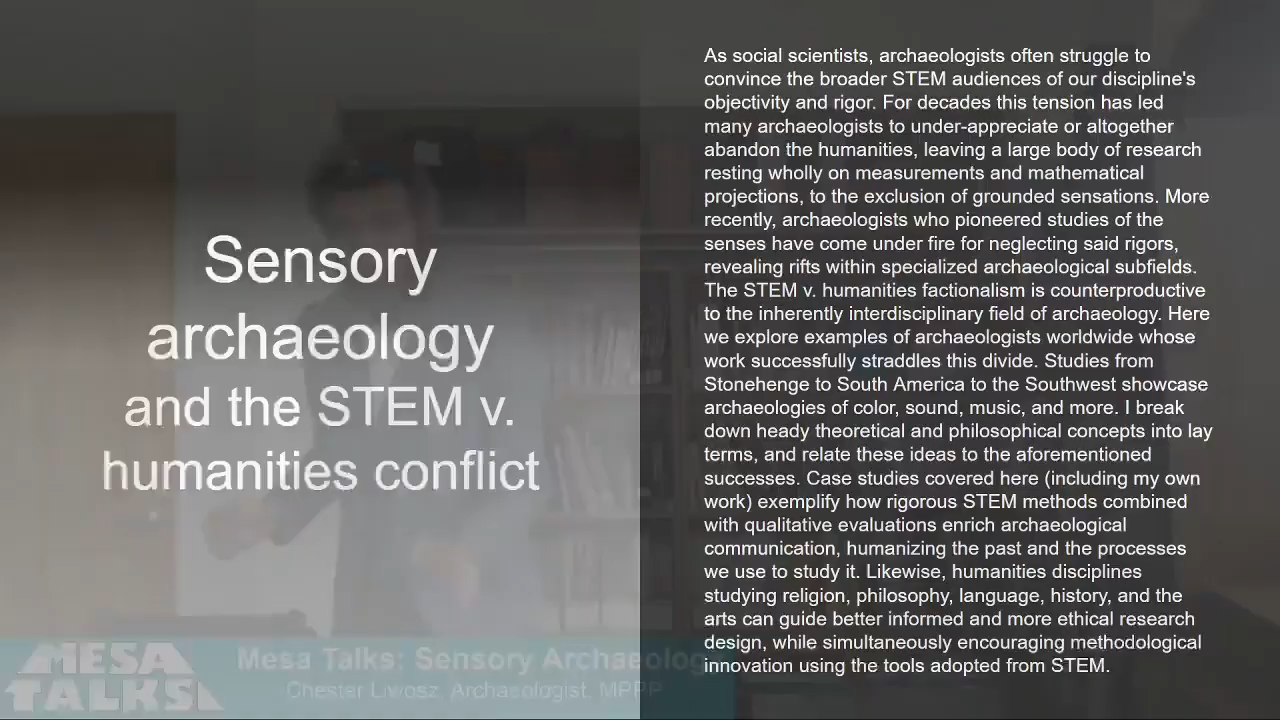 Sensory
archaeology
and the STEM v.
humanities conflict
As social scientists, archaeologists often struggle to
convince the broader STEM audiences of our discipline's
objectivity and rigor. For decades this tension has led
many archaeologists to under-appreciate or altogether
abandon the humanities, leaving a large body of research
resting wholly on measurements and mathematical
projections, to the exclusion of grounded sensations. More
recently, archaeologists who pioneered studies of the
senses have come under fire for neglecting said rigors,
revealing rifts within specialized archaeological subfields.
The STEM v. humanities factionalism is counterproductive
to the inherently interdisciplinary field of archaeology. Here
we explore examples of archaeologists worldwide whose
work successfully straddles this divide. Studies from
Stonehenge to South America to the Southwest showcase
archaeologies of color, sound, music, and more. I break
down heady theoretical and philosophical concepts into lay
terms, and relate these ideas to the aforementioned
successes. Case studies covered here (including my own
work) exemplify how rigorous STEM methods combined
with qualitative evaluations enrich archaeological
communication, humanizing the past and the processes
we use to study it. Likewise, humanities disciplines
studying religion, philosophy, language, history, and the
arts can guide better informed and more ethical research
design, while simultaneously encouraging methodological
innovation using the tools adopted from STEM.
MESA
TALKS
Mesa Talks: Sensory Archaeolog
Chester Liwosz, Archaeologist, MPPP